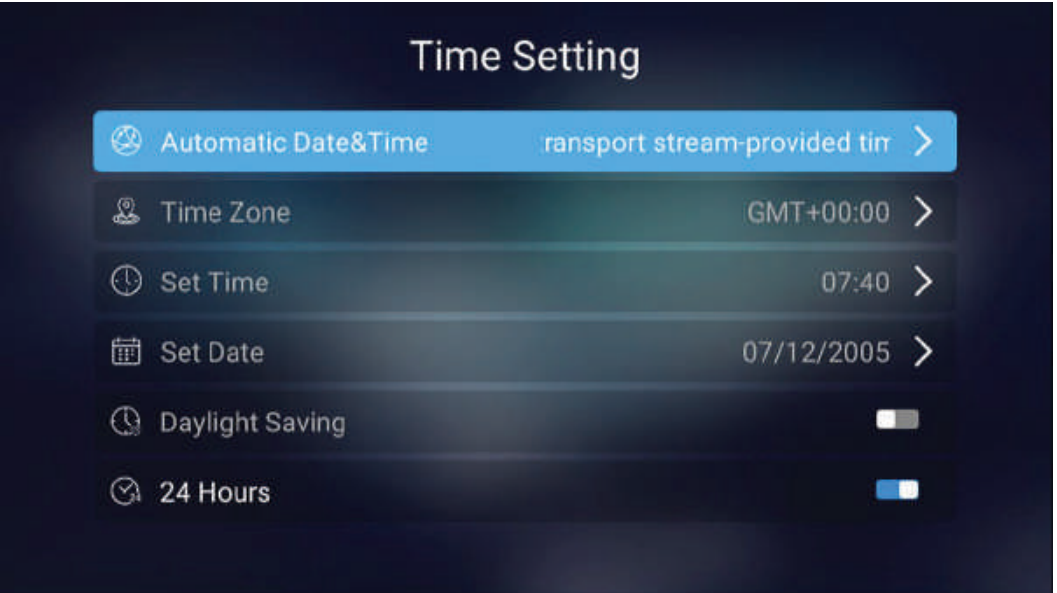 Time Setting
Automatic Date&Time ransport stream-provided tim
Time Zone GMT+00:00
Set Time 07:40
Set Date 07/12/2005
Daylight Saving
24 Hours